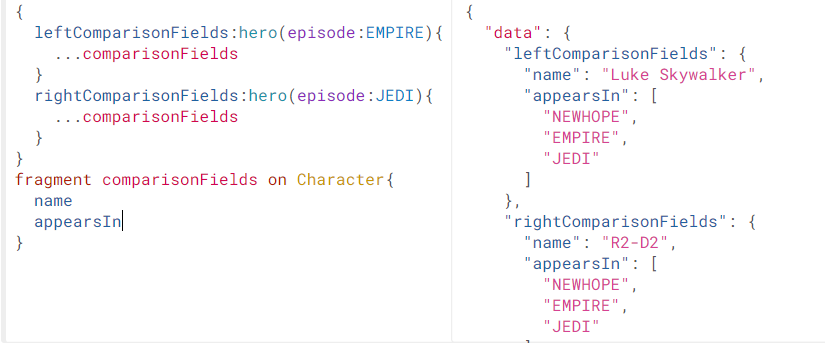 {
  leftComparisonFields:hero(episode:EMPIRE){
    ...comparisonFields
  }
  rightComparisonFields:hero(episode:JEDI){
    ...comparisonFields
  }
}
fragment comparisonFields on Character{
  name
  appearsIn
}
{
  "data": {
    "leftComparisonFields": {
      "name": "Luke Skywalker",
      "appearsIn": [
        "NEWHOPE",
        "EMPIRE",
        "JEDI"
      ]
    },
    "rightComparisonFields": {
      "name": "R2-D2",
      "appearsIn": [
        "NEWHOPE",
        "EMPIRE",
        "JEDI"